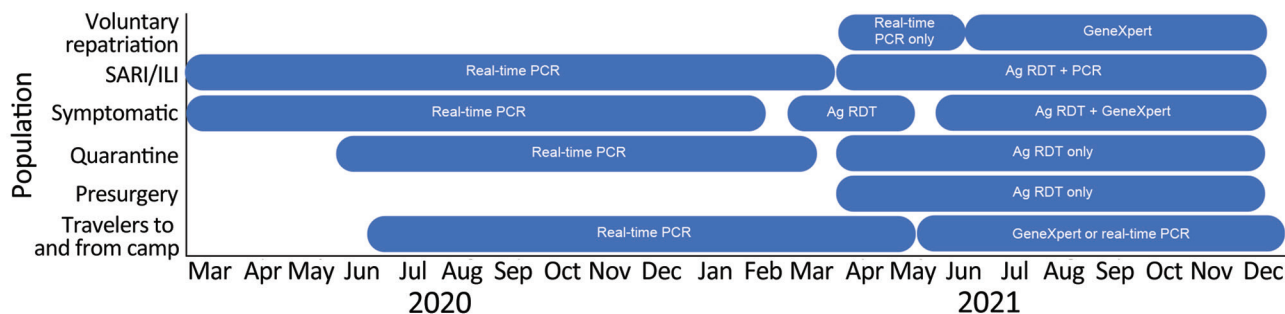 Population
Voluntary
repatriation
Real-time
PCR only
GeneXpert
SARI/ILI
Real-time PCR
Ag RDT + PCR
Symptomatic
Real-time PCR
Ag RDT
Ag RDT + GeneXpert
Quarantine
Real-time PCR
Ag RDT only
Presurgery
Ag RDT only
Travelers to
and from camp
Real-time PCR
GeneXpert or real-time PCR
Mar Apr May Jun Jul Aug Sep Oct Nov Dec Jan Feb Mar Apr May Jun Jul Aug Sep Oct Nov Dec
2020 2021